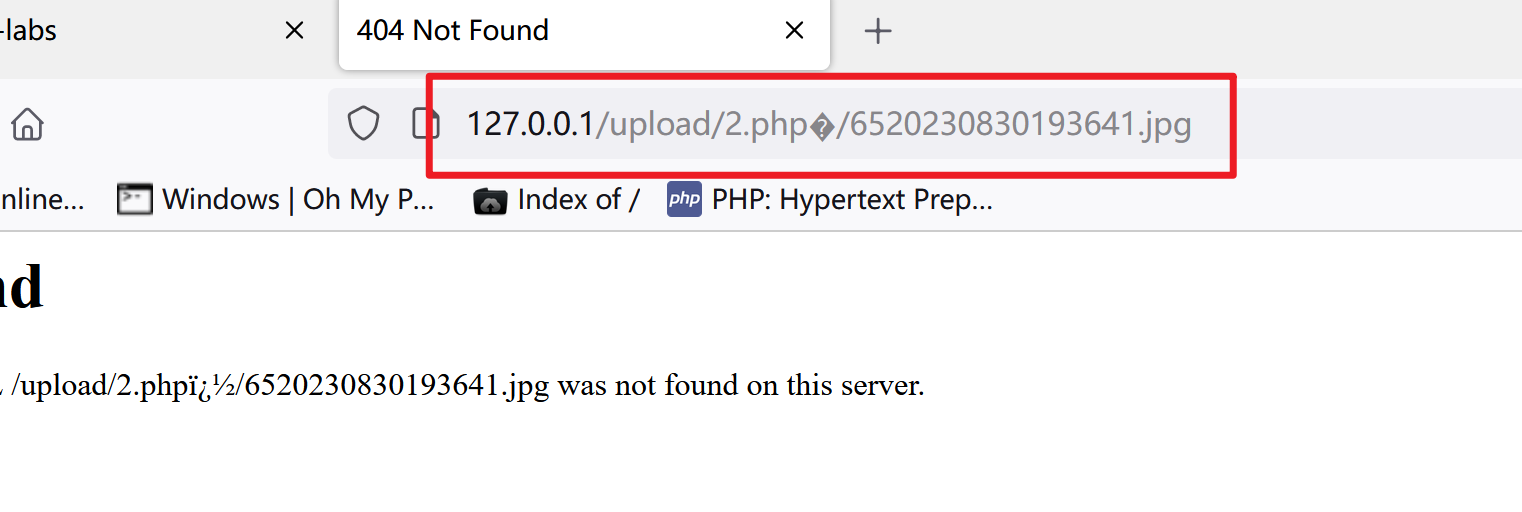 -labs
404 Not Found
127.0.0.1/upload/2.php�/6520230830193641.jpg
nline... Windows | Oh My P... Index of / php PHP: Hypertext Prep...
nd
/upload/2.phpï¿½/6520230830193641.jpg was not found on this server.